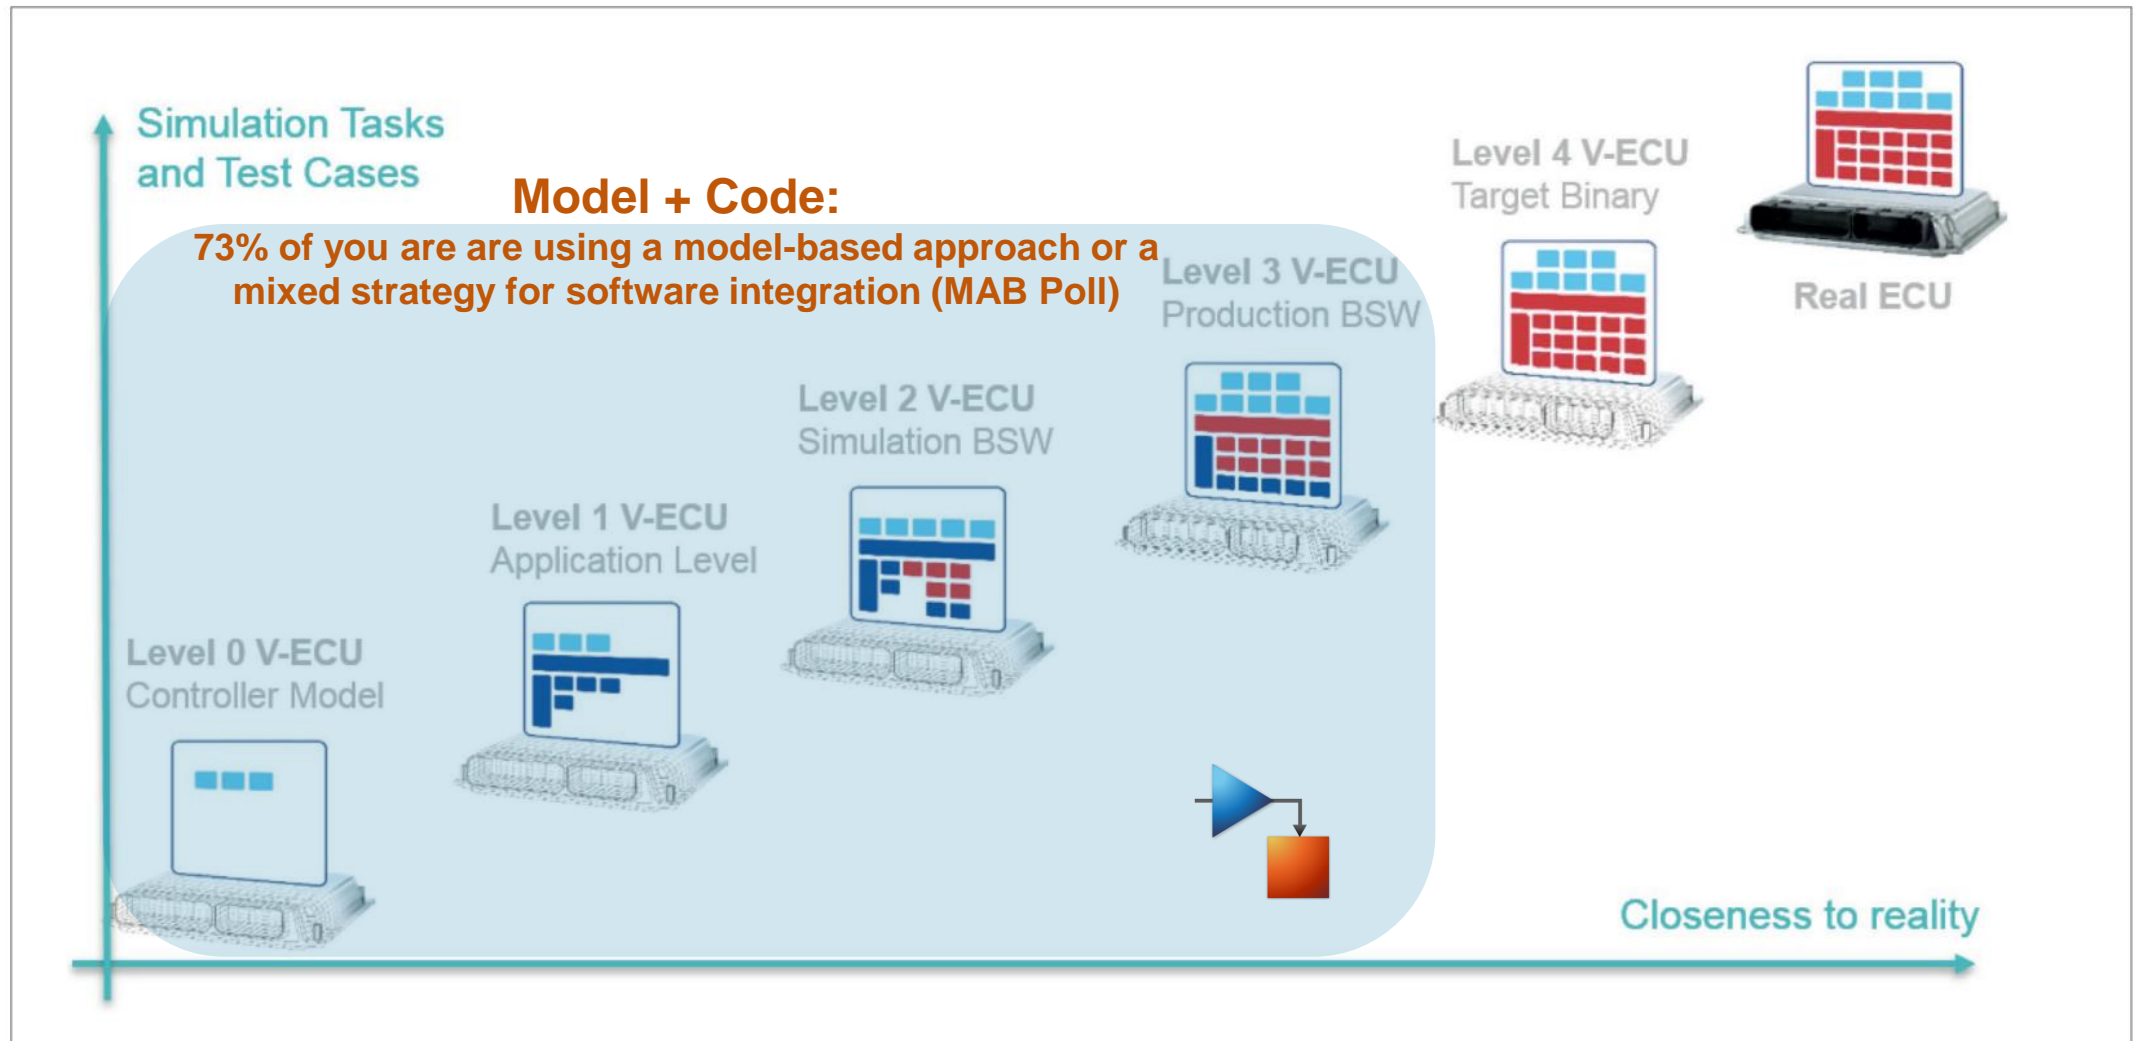 Simulation Tasks
and Test Cases
Model + Code:
73% of you are are using a model-based approach or a
mixed strategy for software integration (MAB Poll)
Level 0 V-ECU
Controller Model
Level 1 V-ECU
Application Level
Level 2 V-ECU
Simulation BSW
Level 3 V-ECU
Production BSW
Level 4 V-ECU
Target Binary
Real ECU
Closeness to reality